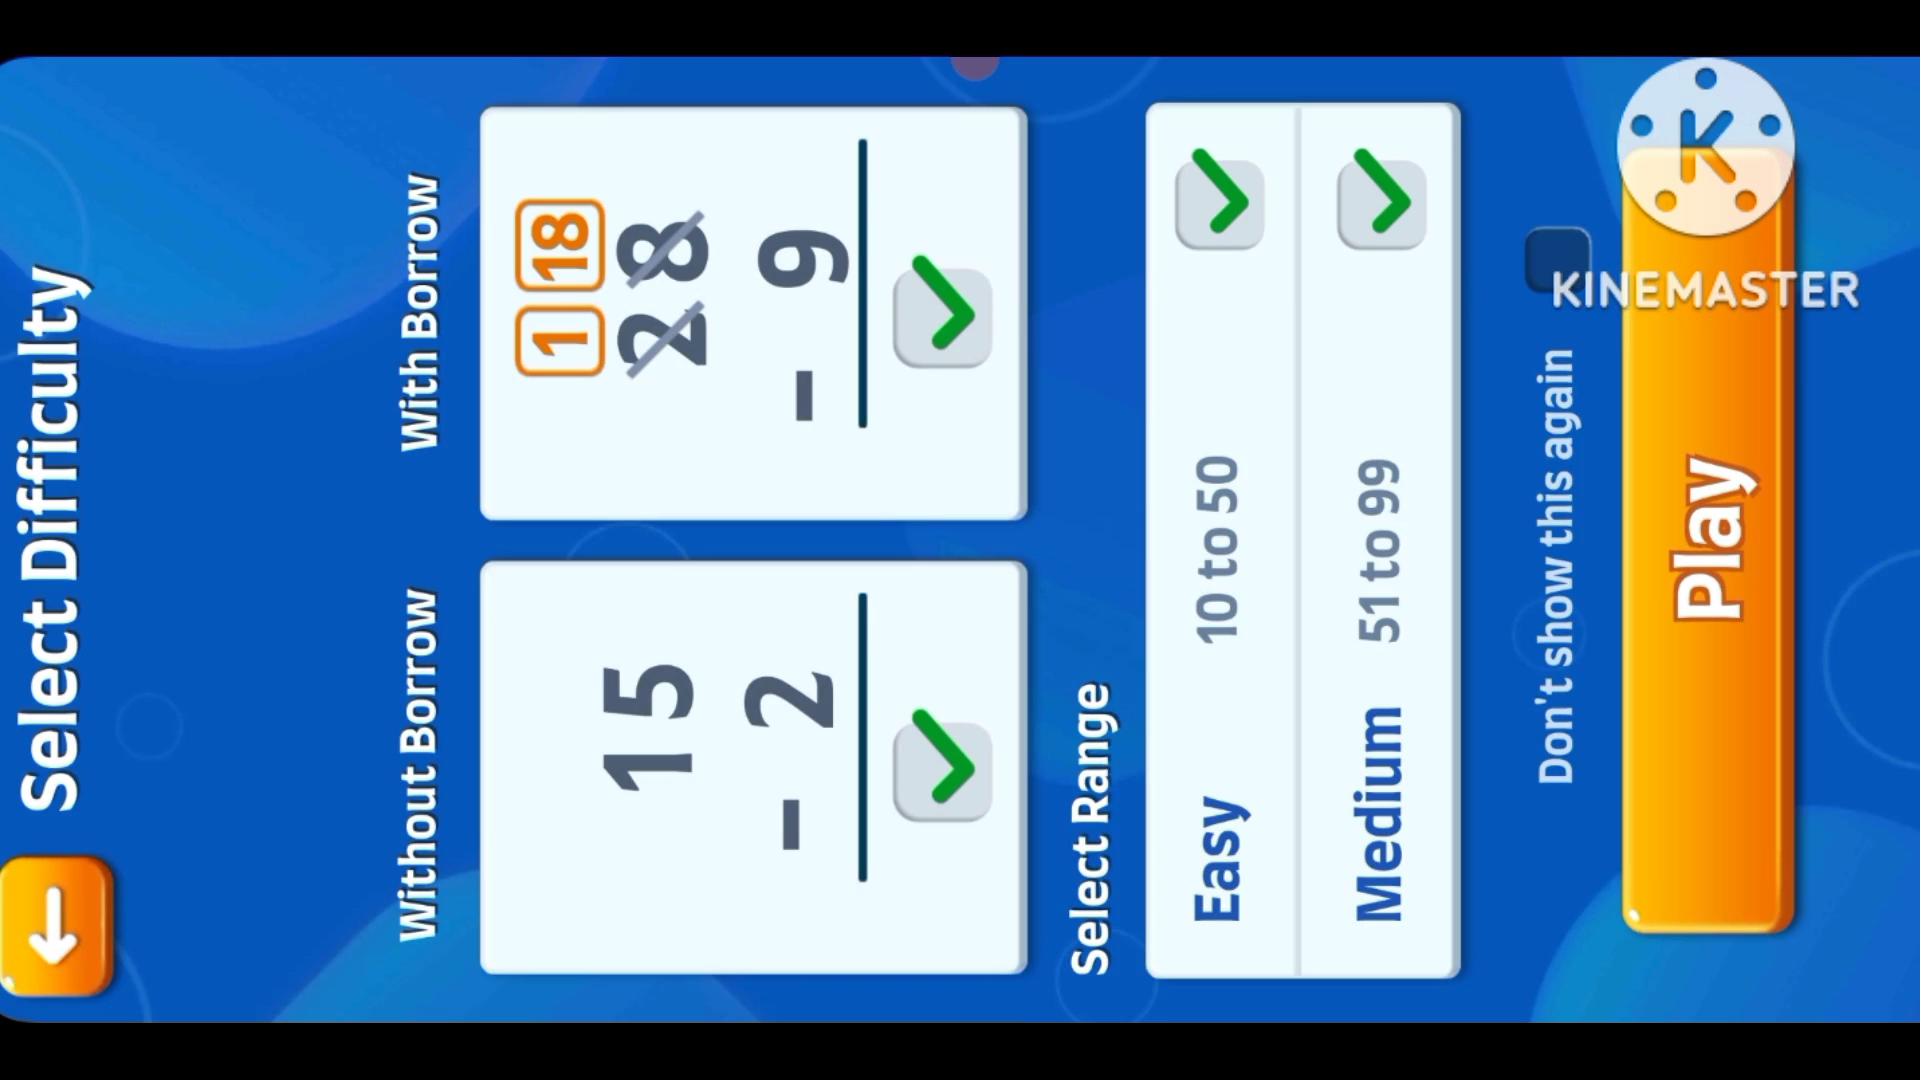 Select Difficulty
Without Borrow
With Borrow
15
- 2
1 18
28
- 9
Select Range
Easy 10 to 50
Medium 51 to 99
Don't show this again
Play
K
KINEMASTER